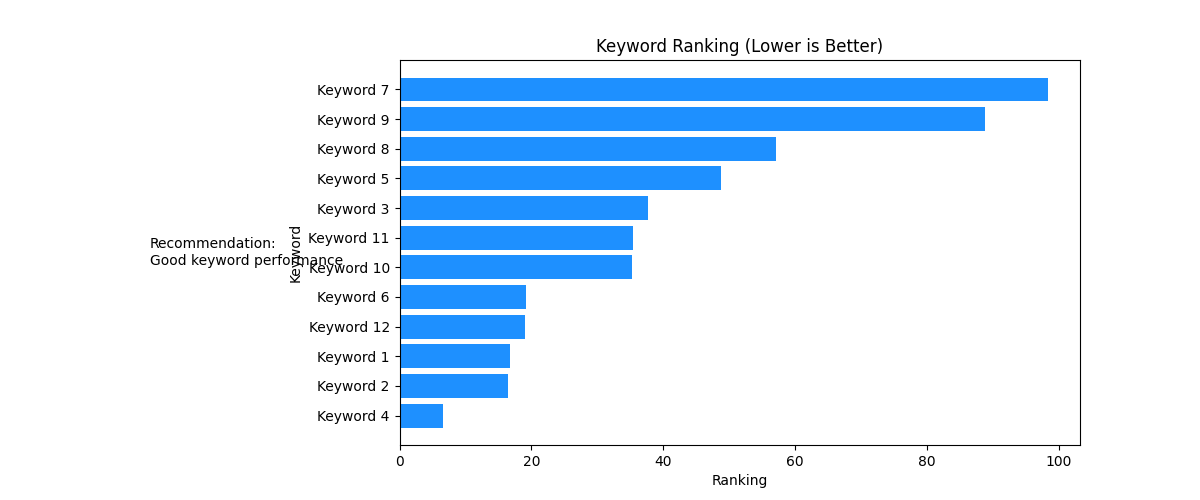 Keyword Ranking (Lower is Better)
Keyword 7
Keyword 9
Keyword 8
Keyword 5
Keyword 3
Keyword 11
Keyword 10
Keyword 6
Keyword 12
Keyword 1
Keyword 2
Keyword 4
Keyword
Recommendation:
Good keyword performance
0 20 40 60 80 100
Ranking